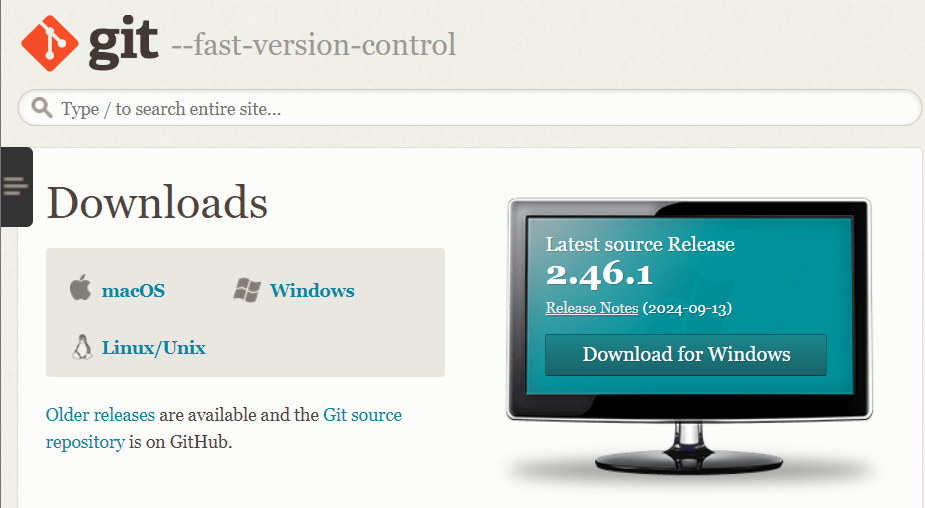 git --fast-version-control
Type / to search entire site...
Downloads
macOS
Windows
Linux/Unix
Older releases are available and the Git source
repository is on GitHub.
Latest source Release
2.46.1
Release Notes (2024-09-13)
Download for Windows